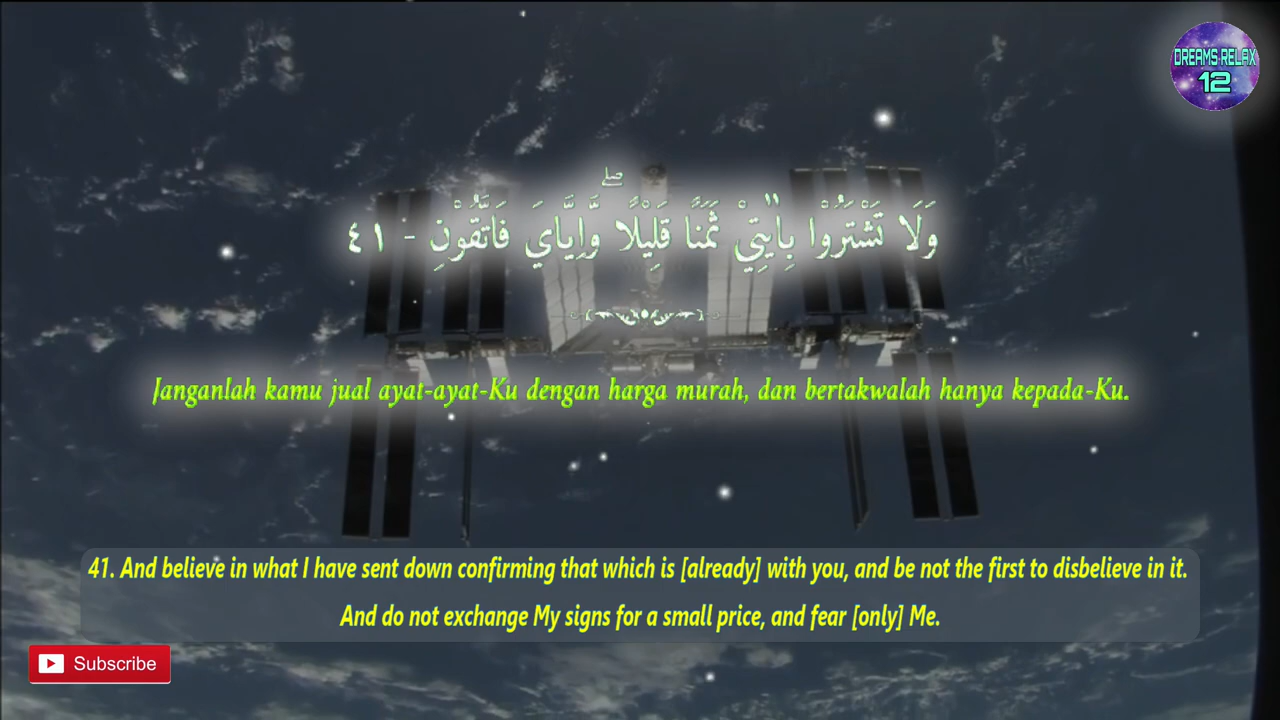 DREAMS RELAX
12
وَلَا تَشْتَرُوْا بِاٰيٰتِيْ ثَمَنًا قَلِيْلًا ۖوَّاِيَّايَ فَاتَّقُوْنِ - ٤١
Janganlah kamu jual ayat-ayat-Ku dengan harga murah, dan bertakwalah hanya kepada-Ku.
41. And believe in what I have sent down confirming that which is [already] with you, and be not the first to disbelieve in it.
And do not exchange My signs for a small price, and fear [only] Me.
Subscribe